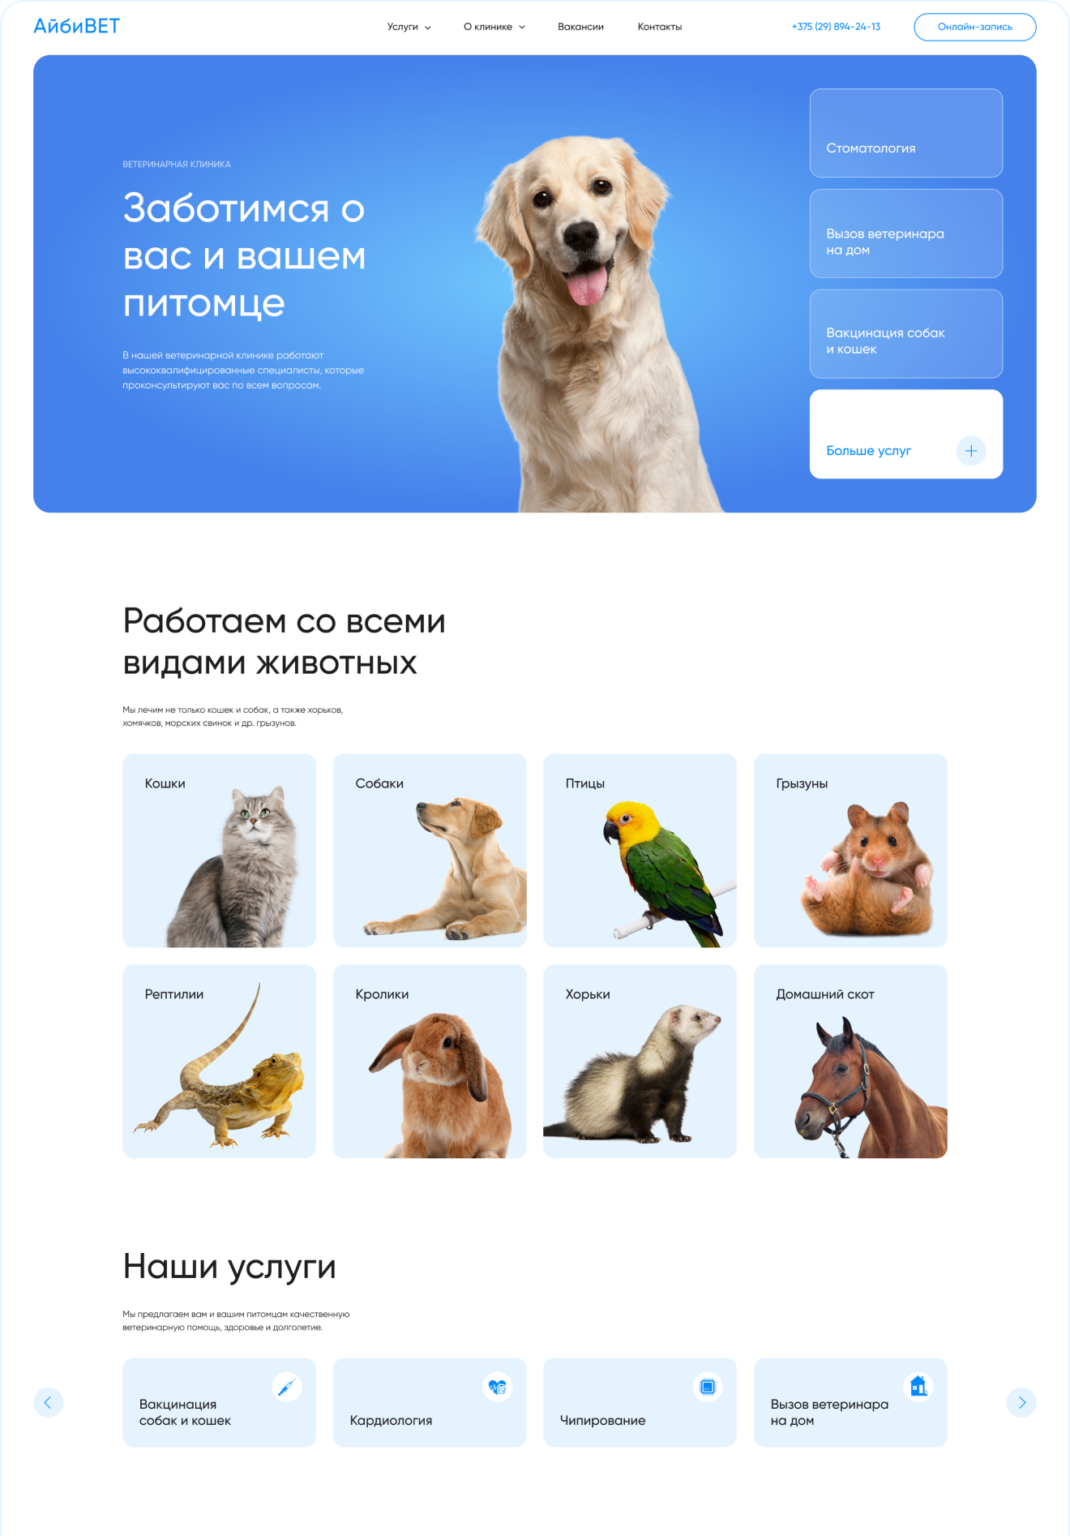 АйбиВЕТ
Услуги
О клинике
Вакансии
Контакты
+375 (29) 894-24-13
Онлайн-запись
ВЕТЕРИНАРНАЯ КЛИНИКА
Заботимся о
вас и вашем
питомце
В нашей ветеринарной клинике работают
высококвалифицированные специалисты, которые
проконсультируют вас по всем вопросам.
Стоматология
Вызов ветеринара
на дом
Вакцинация собак
и кошек
Больше услуг
Работаем со всеми
видами животных
Мы лечим не только кошек и собак, а также хорьков,
хомячков, морских свинок и др. грызунов.
Кошки
Собаки
Птицы
Грызуны
Рептилии
Кролики
Хорьки
Домашний скот
Наши услуги
Мы предлагаем вам и вашим питомцам качественную
ветеринарную помощь, здоровье и долголетие.
Вакцинация
собак и кошек
Кардиология
Чипирование
Вызов ветеринара
на дом